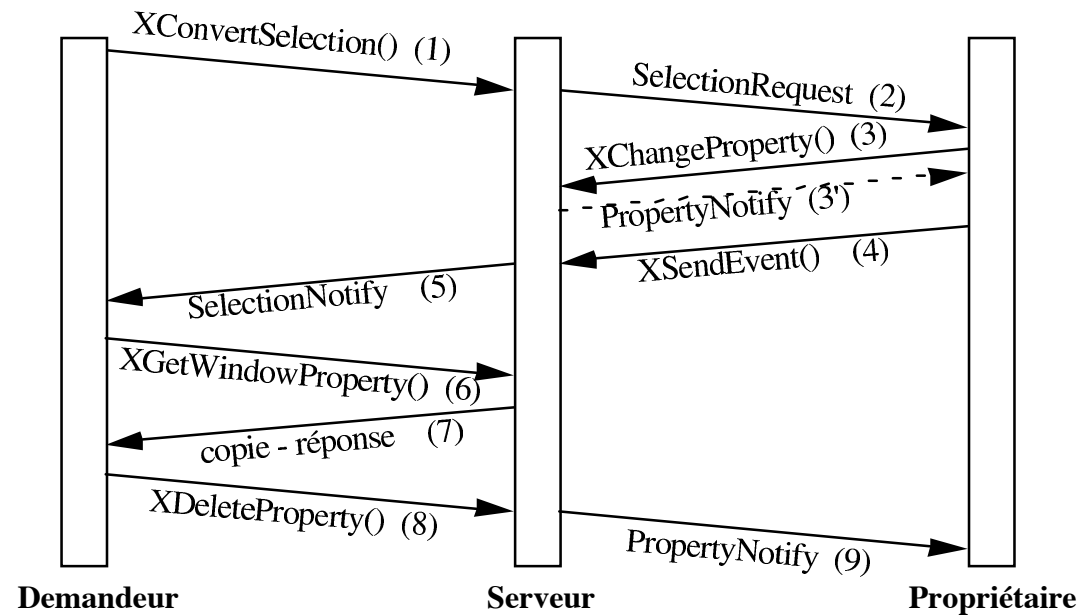 XConvertSelection() (1)
SelectionRequest (2)
XChangeProperty() (3)
PropertyNotify (3')
XSendEvent() (4)
SelectionNotify (5)
XGetWindowProperty() (6)
copie - réponse (7)
XDeleteProperty() (8)
PropertyNotify (9)
Demandeur Serveur Propriétaire